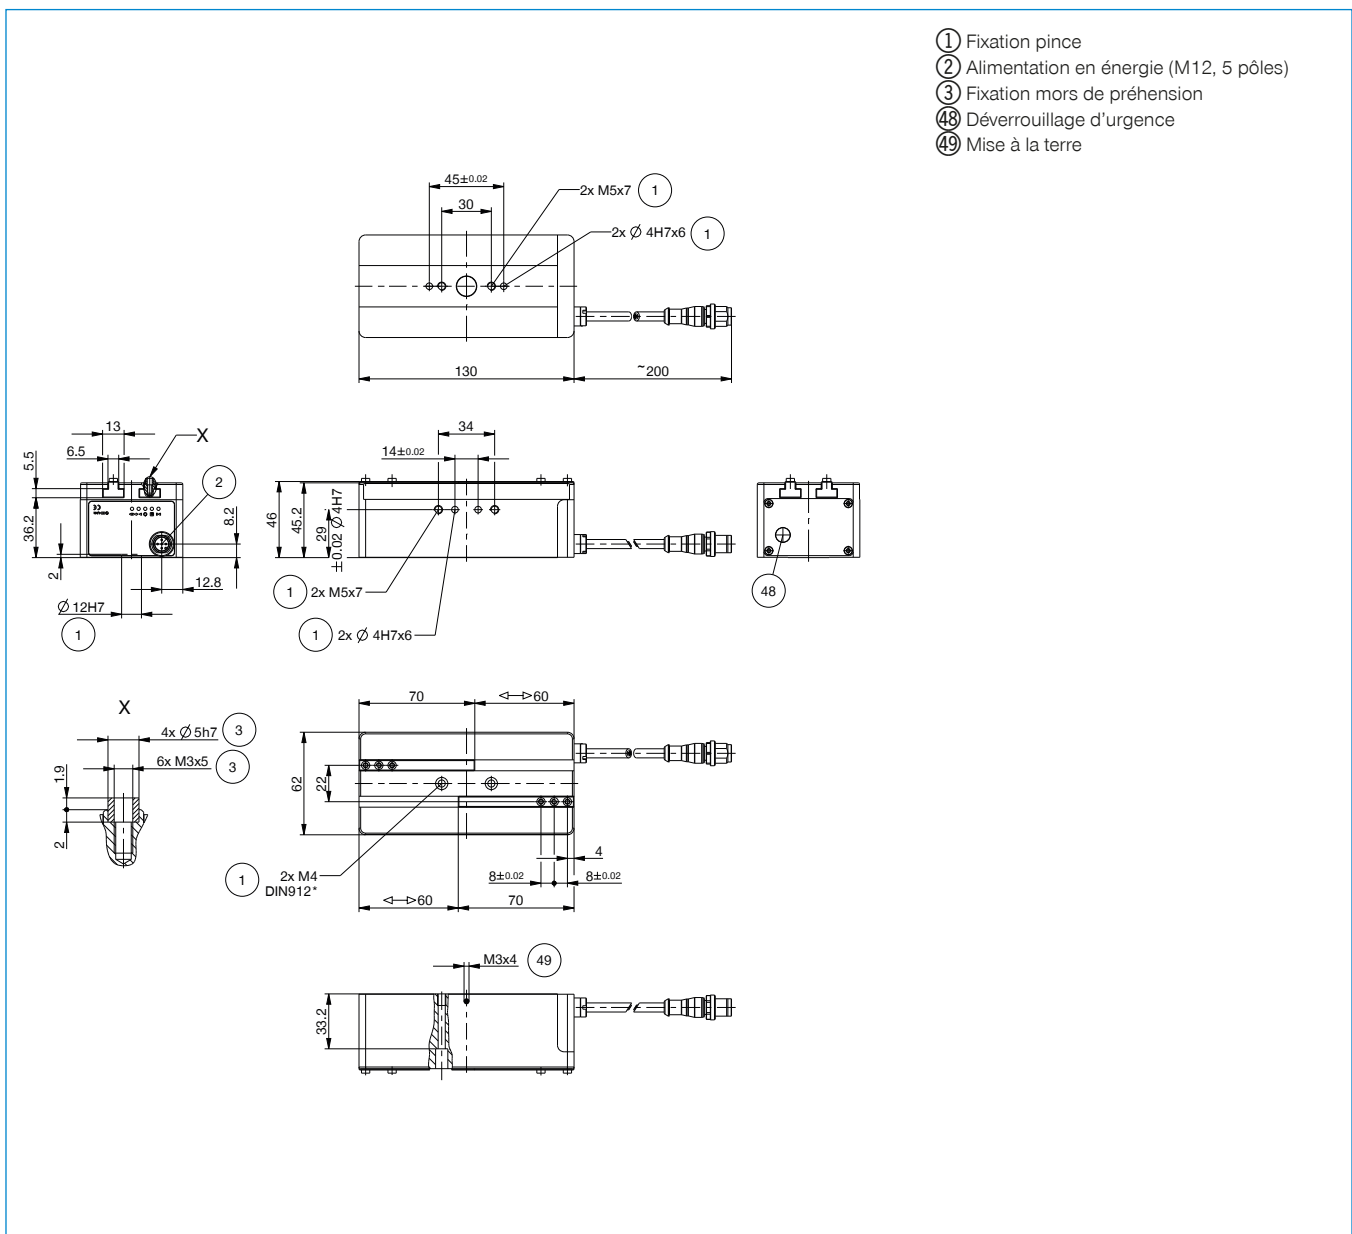 1 Fixation pince
2 Alimentation en énergie (M12, 5 pôles)
3 Fixation mors de préhension
48 Déverrouillage d’urgence
49 Mise à la terre
45±0.02
30
2x M5x7 1
2x Ø 4H7x6 1
130
~200
13
6.5
5.5
36.2
2
X
2
8.2
12.8
Ø 12H7
1
34
14±0.02
46
45.2
29
±0.02 Ø 4H7
1 2x M5x7
1 2x Ø 4H7x6
48
X
4x Ø 5h7 3
6x M3x5 3
1.9
2
70
60
62
22
1 2x M4
DIN912*
4
8±0.02
8±0.02
60
70
M3x4 49
33.2